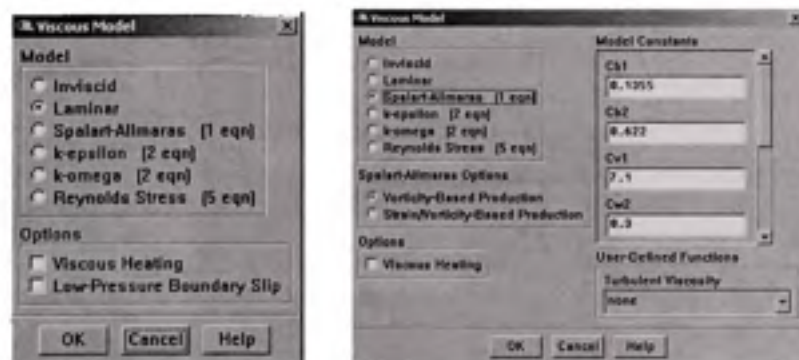 Viscous Model
Model
Inviscid
Laminar
Spalart-Allmaras (1 eqn)
k-epsilon (2 eqn)
k-omega (2 eqn)
Reynolds Stress (5 eqn)
Options
Viscous Heating
Low-Pressure Boundary Slip
OK Cancel Help
Viscous Model
Model
Inviscid
Laminar
Spalart-Allmaras (1 eqn)
k-epsilon (2 eqn)
k-omega (2 eqn)
Reynolds Stress (5 eqn)
Spalart-Allmaras Options
Vorticity-Based Production
Strain/Vorticity-Based Production
Options
Viscous Heating
Model Constants
Cb1
0.1355
Cb2
0.622
Cv1
7.1
Cw2
0.3
User-Defined Functions
Turbulent Viscosity
none
OK Cancel Help